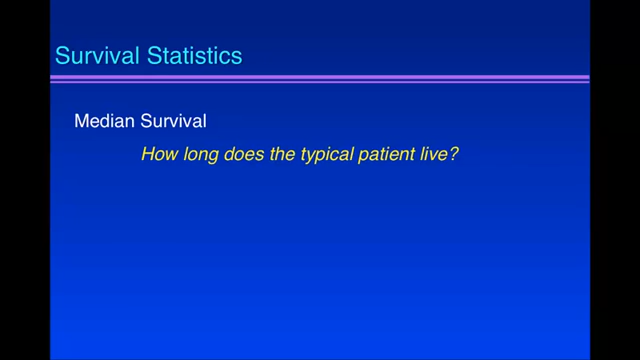 Survival Statistics
Median Survival
How long does the typical patient live?